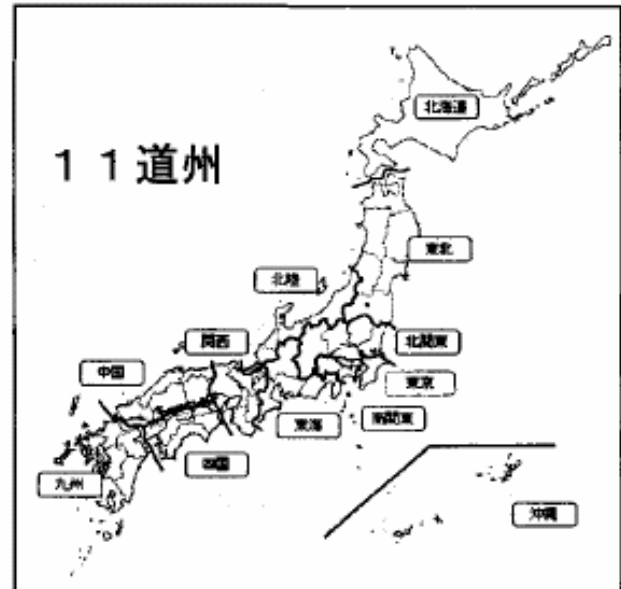 北海道
11道州
東北
北陸
関西
北関東
中国
東京
東海
南関東
四国
九州
沖縄